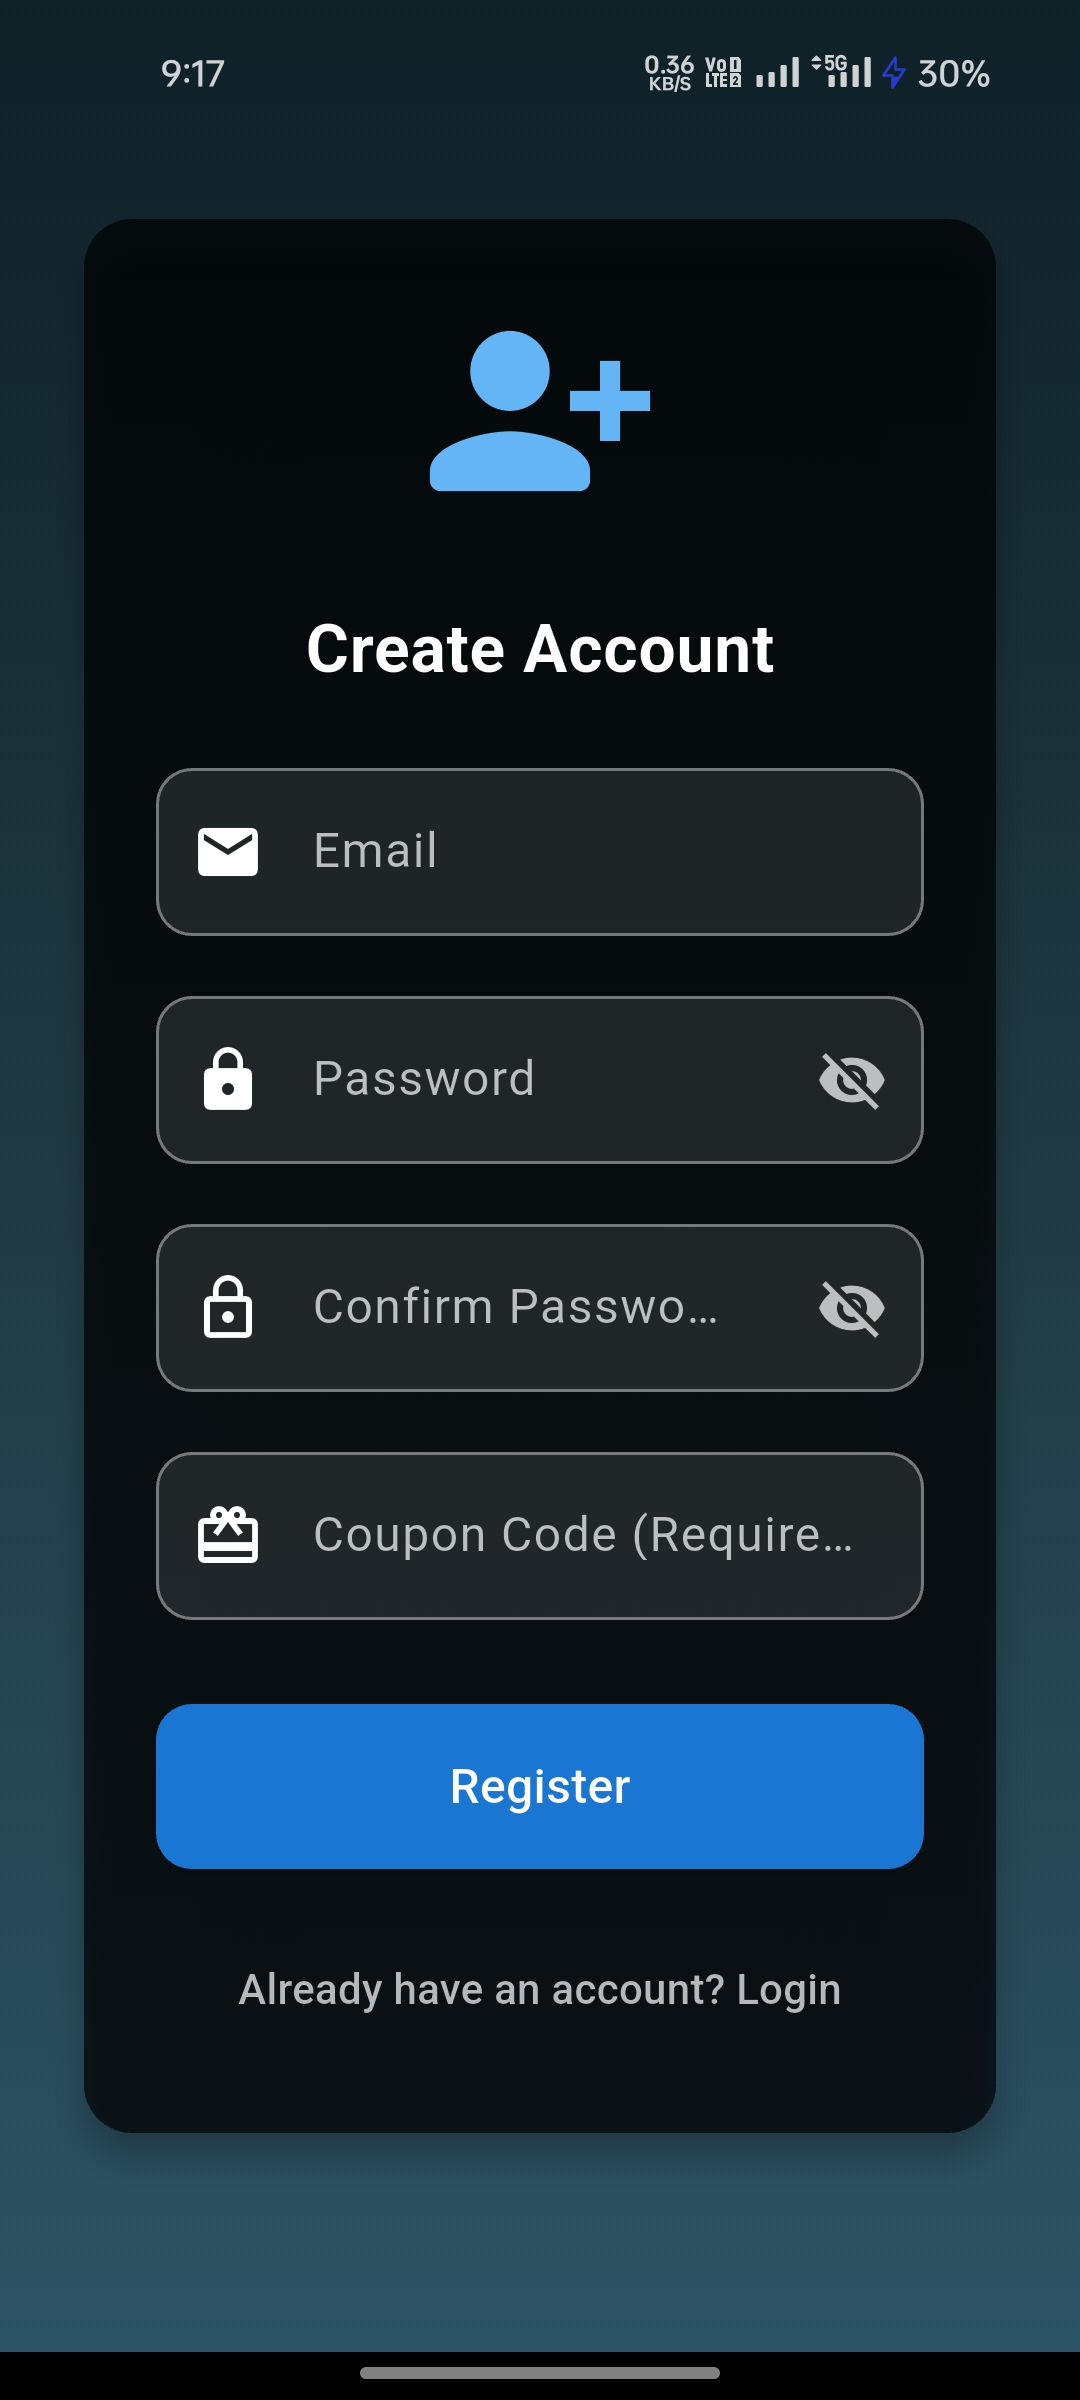 9:17
0.36 KB/S Vo 1 LTE 2 5G 30%
Create Account
Email
Password
Confirm Passwo...
Coupon Code (Require...
Register
Already have an account? Login